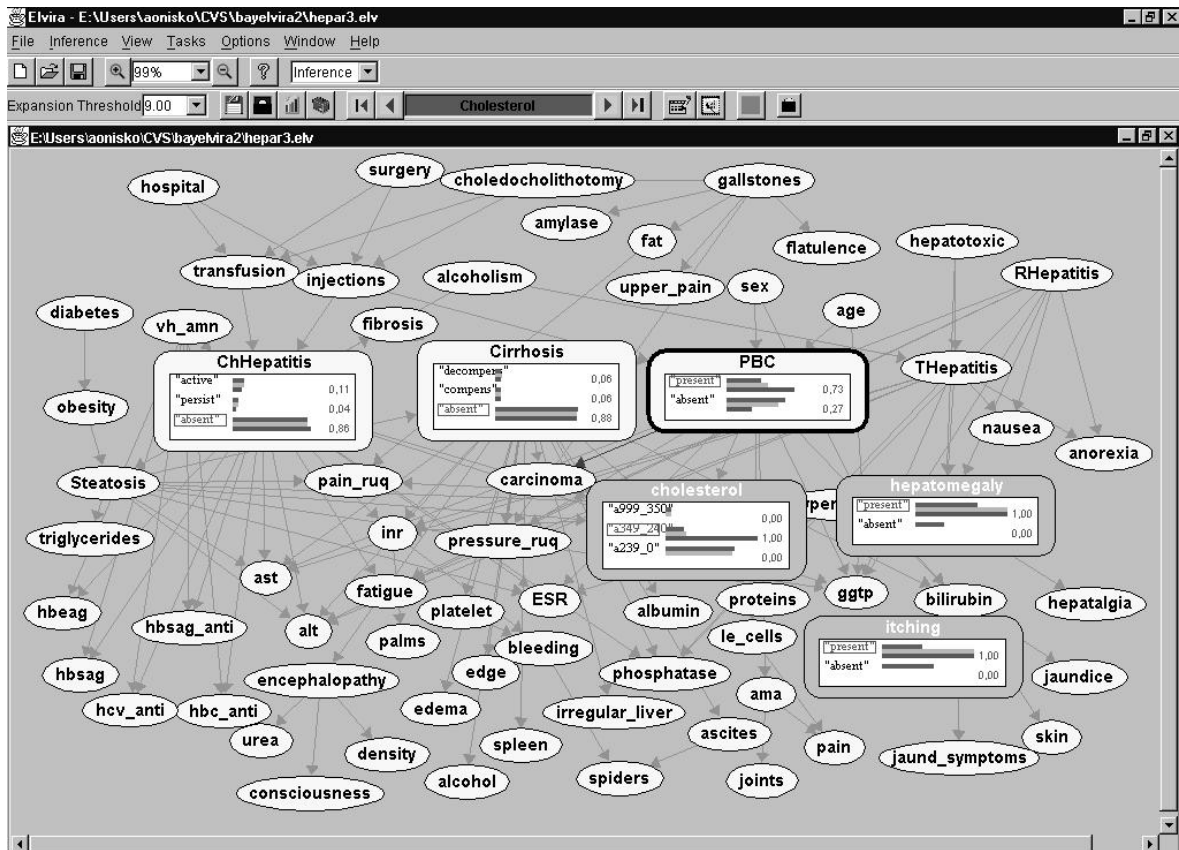 Elvira - E:\Users\aonisko\CVS\bayelvira2\hepar3.elv
File Inference View Tasks Options Window Help
99% Inference
Expansion Threshold 9.00 Cholesterol
E:\Users\aonisko\CVS\bayelvira2\hepar3.elv
hospital
surgery
choledocholithotomy
gallstones
amylase
fat
flatulence
hepatotoxic
transfusion
injections
alcoholism
upper_pain
sex
RHepatitis
diabetes
vh_amn
fibrosis
age
ChHepatitis
"active"
0,11
"persist"
0,04
"absent"
0,86
Cirrhosis
"decompens"
0,06
"compens"
0,06
"absent"
0,88
PBC
"present"
0,73
"absent"
0,27
THepatitis
obesity
nausea
anorexia
Steatosis
pain_ruq
carcinoma
cholesterol
"a999_350"
0,00
"a349_240"
1,00
"a239_0"
0,00
hepatomegaly
"present"
1,00
"absent"
0,00
triglycerides
inr
pressure_ruq
ast
fatigue
platelet
ESR
albumin
proteins
ggtp
bilirubin
hepatalgia
hbeag
hbsag_anti
alt
palms
bleeding
le_cells
itching
"present"
1,00
"absent"
0,00
hbsag
encephalopathy
edge
phosphatase
ama
jaundice
hcv_anti
hbc_anti
edema
irregular_liver
urea
density
spleen
ascites
pain
skin
consciousness
alcohol
spiders
joints
jaund_symptoms